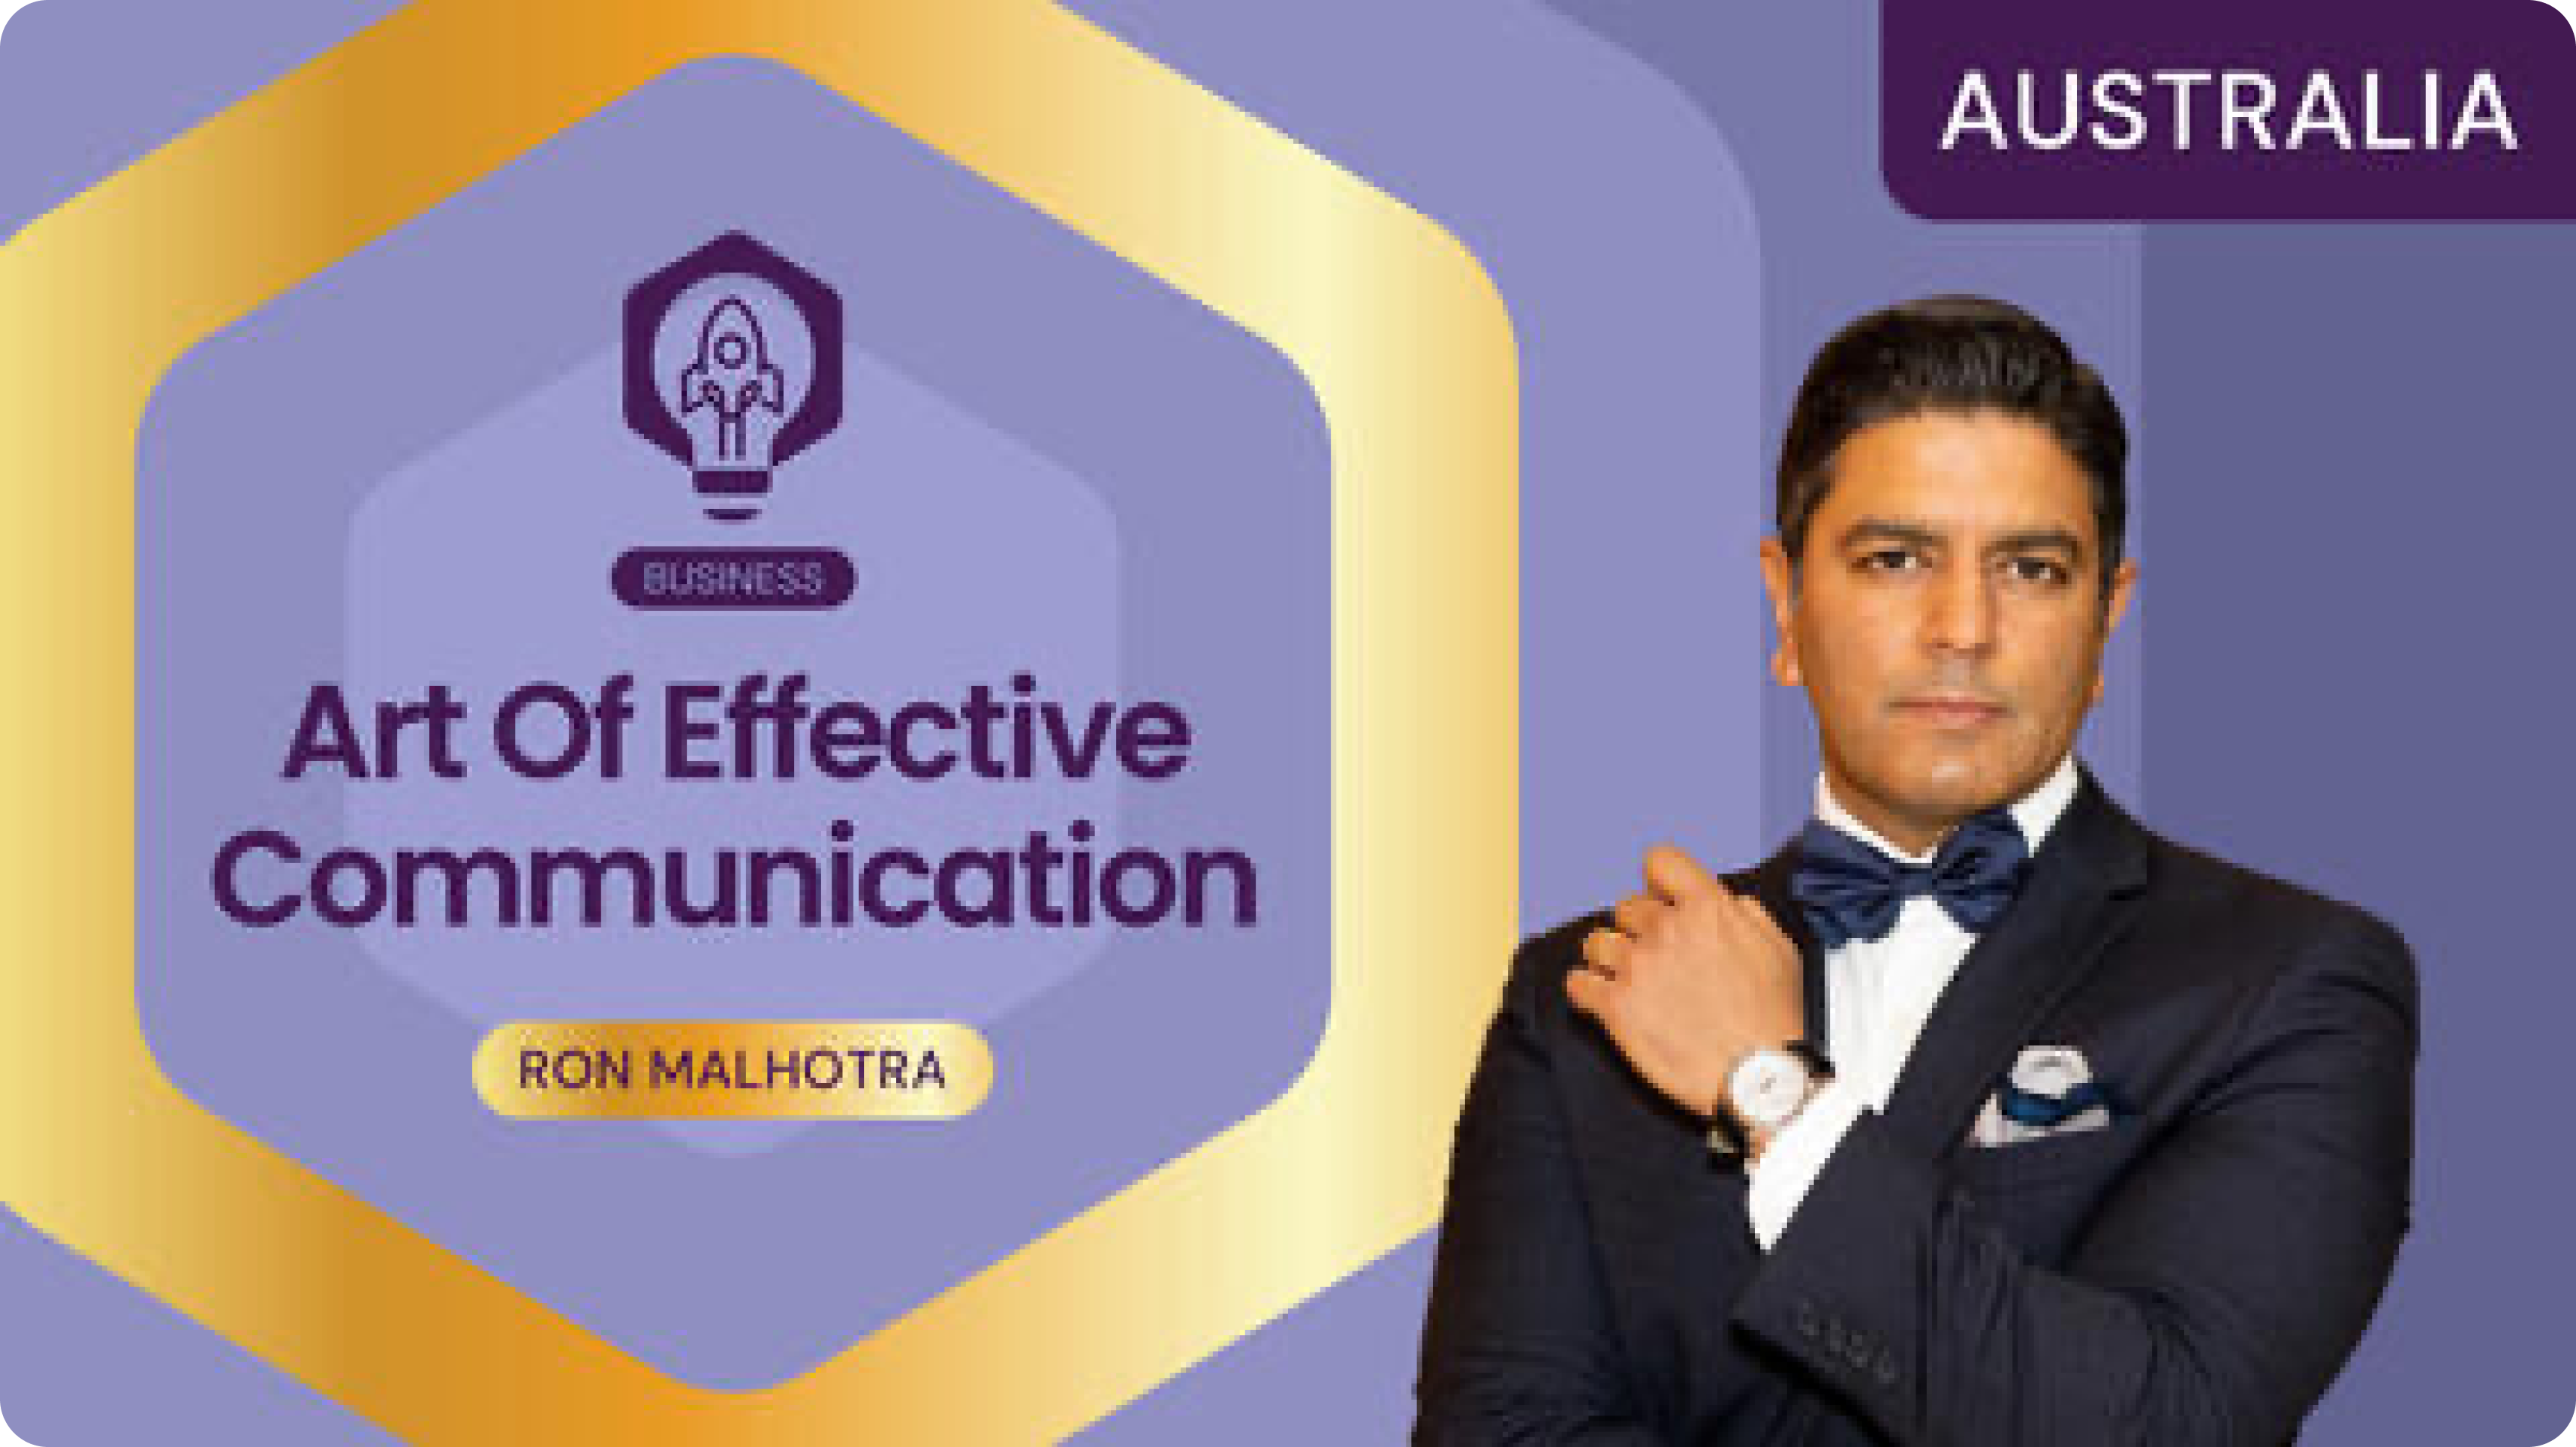 AUSTRALIA
BUSINESS
Art Of Effective
Communication
RON MALHOTRA